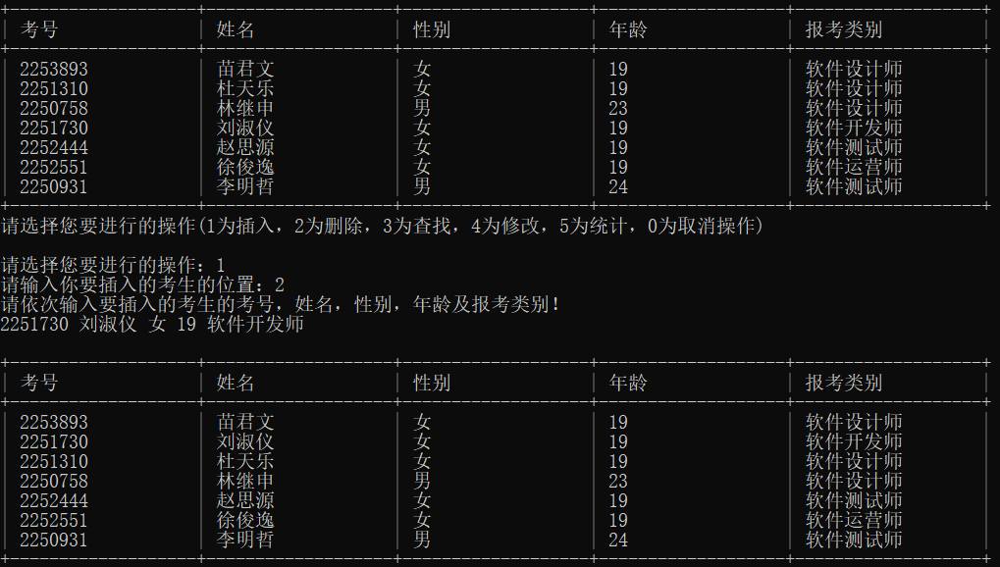 考号 姓名 性别 年龄 报考类别
2253893 苗君文 女 19 软件设计师
2251310 杜天乐 女 19 软件设计师
2250758 林继申 男 23 软件设计师
2251730 刘淑仪 女 19 软件开发师
2252444 赵思源 女 19 软件测试师
2252551 徐俊逸 女 19 软件运营师
2250931 李明哲 男 24 软件测试师
请选择您要进行的操作(1为插入，2为删除，3为查找，4为修改，5为统计，0为取消操作)
请选择您要进行的操作：1
请输入你要插入的考生的位置：2
请依次输入要插入的考生的考号，姓名，性别，年龄及报考类别！
2251730 刘淑仪 女 19 软件开发师
考号 姓名 性别 年龄 报考类别
2253893 苗君文 女 19 软件设计师
2251730 刘淑仪 女 19 软件开发师
2251310 杜天乐 女 19 软件设计师
2250758 林继申 男 23 软件设计师
2252444 赵思源 女 19 软件测试师
2252551 徐俊逸 女 19 软件运营师
2250931 李明哲 男 24 软件测试师